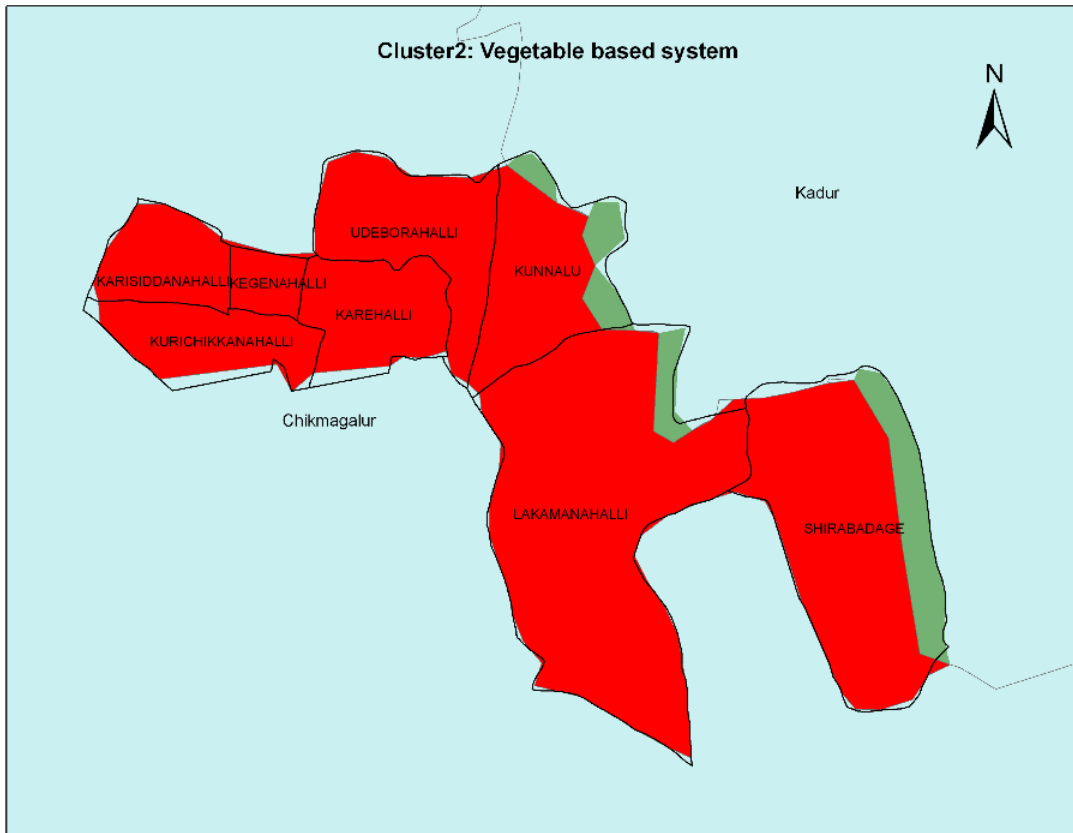 Cluster2: Vegetable based system
N
Kadur
UDEBORAHALLI
KUNNALU
KARISIDDANAHALLI
KEGENAHALLI
KAREHALLI
KURICHIKKANAHALLI
Chikmagalur
LAKAMANAHALLI
SHIRABADAGE